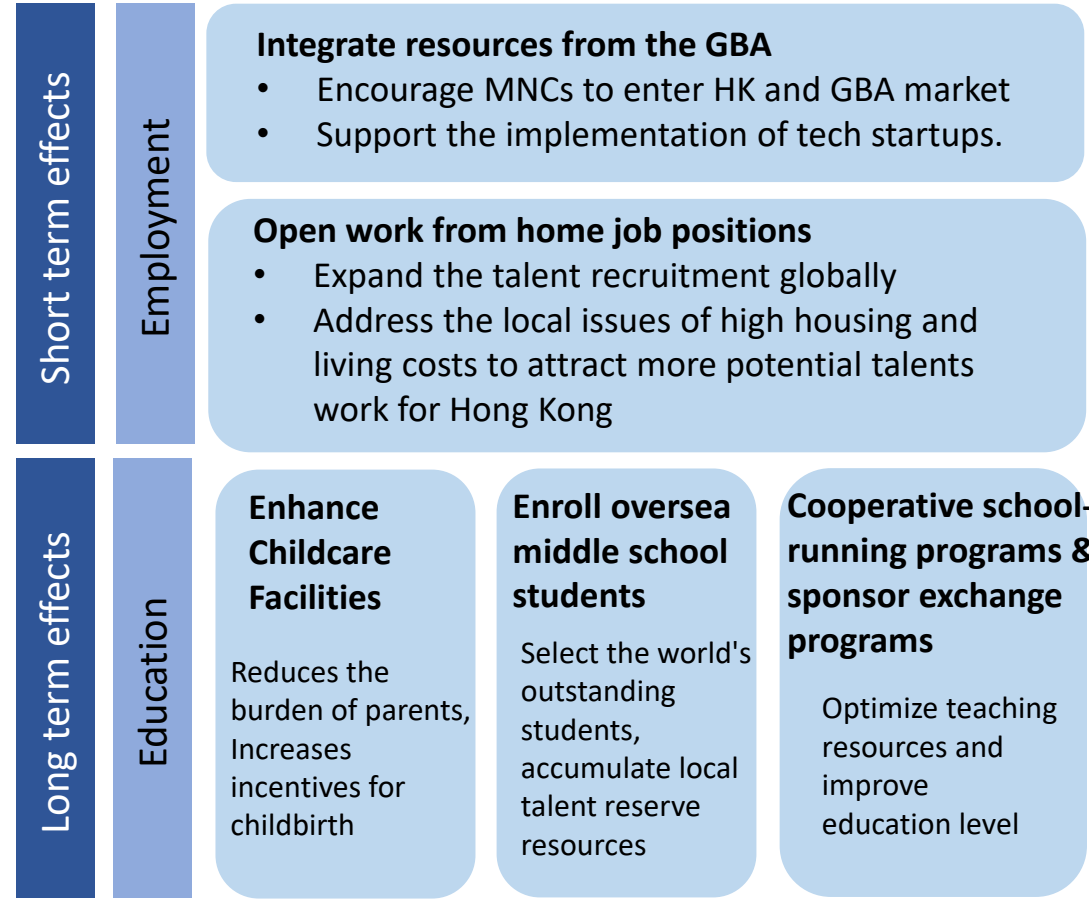 Short term effects
Employment
Integrate resources from the GBA
• Encourage MNCs to enter HK and GBA market
• Support the implementation of tech startups.
Open work from home job positions
• Expand the talent recruitment globally
• Address the local issues of high housing and
living costs to attract more potential talents
work for Hong Kong
Long term effects
Education
Enhance
Childcare
Facilities
Reduces the
burden of parents,
Increases
incentives for
childbirth
Enroll oversea
middle school
students
Select the world's
outstanding
students,
accumulate local
talent reserve
resources
Cooperative school-
running programs &
sponsor exchange
programs
Optimize teaching
resources and
improve
education level